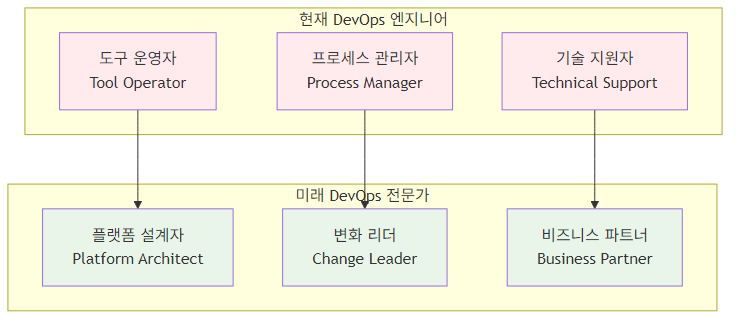 현재 DevOps 엔지니어
도구 운영자
Tool Operator
프로세스 관리자
Process Manager
기술 지원자
Technical Support
미래 DevOps 전문가
플랫폼 설계자
Platform Architect
변화 리더
Change Leader
비즈니스 파트너
Business Partner